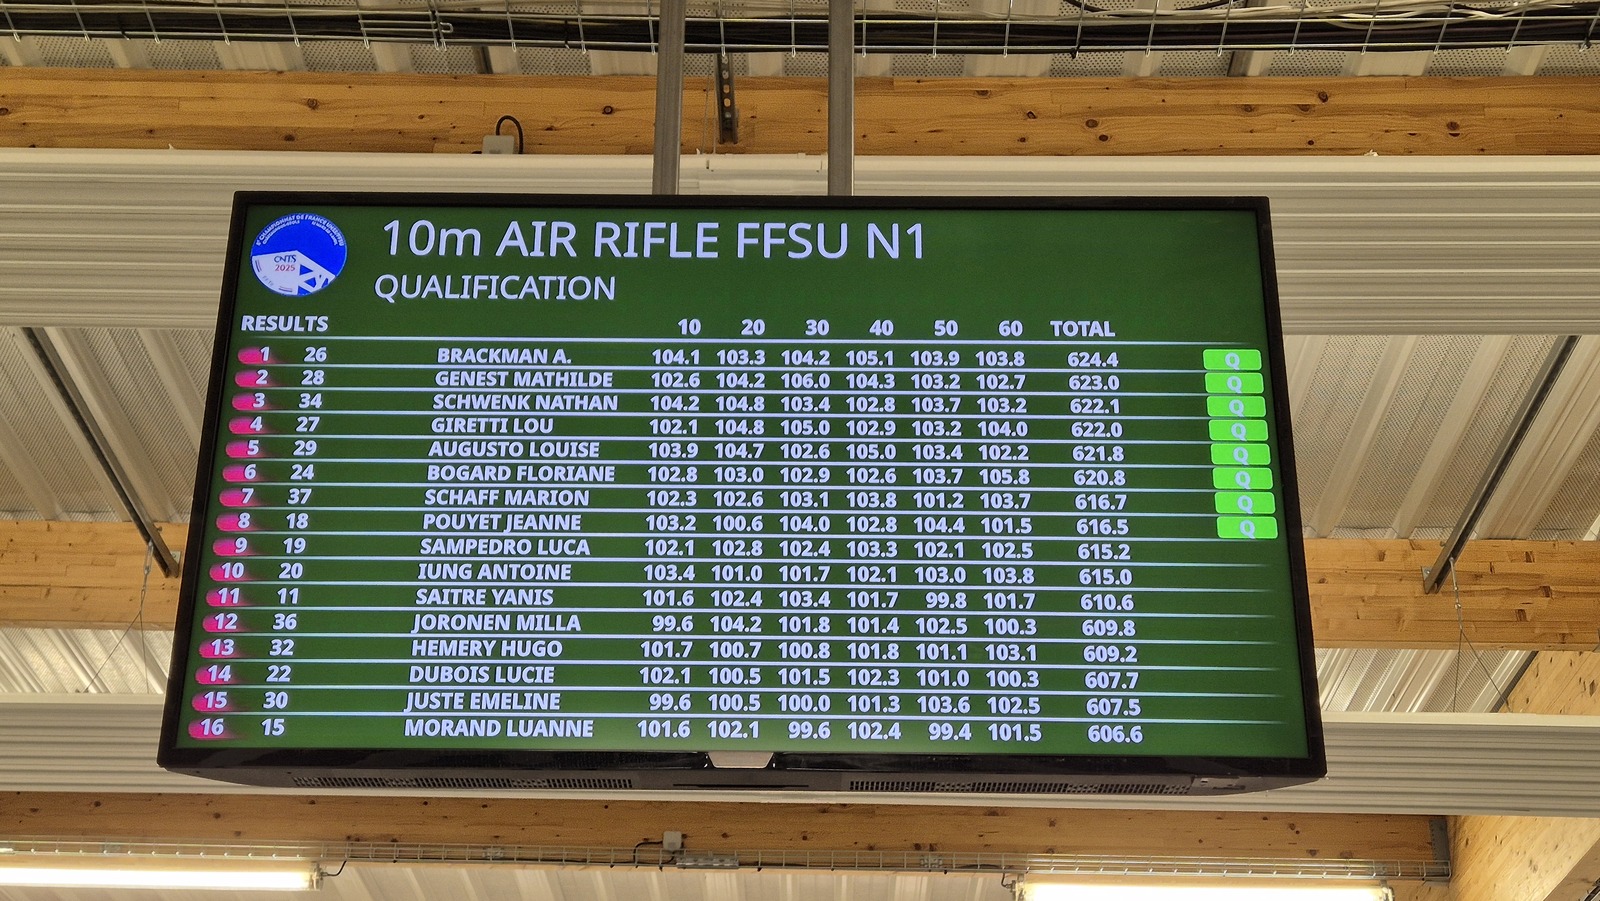 10m AIR RIFLE FFSU N1
QUALIFICATION
CNTS
2025
RESULTS 10 20 30 40 50 60 TOTAL
1 26 BRACKMAN A. 104.1 103.3 104.2 105.1 103.9 103.8 624.4 Q
2 28 GENEST MATHILDE 102.6 104.2 106.0 104.3 103.2 102.7 623.0 Q
3 34 SCHWENK NATHAN 104.2 104.8 103.4 102.8 103.7 103.2 622.1 Q
4 27 GIRETTI LOU 102.1 104.8 105.0 102.9 103.2 104.0 622.0 Q
5 29 AUGUSTO LOUISE 103.9 104.7 102.6 105.0 103.4 102.2 621.8 Q
6 24 BOGARD FLORIANE 102.8 103.0 102.9 102.6 103.7 105.8 620.8 Q
7 37 SCHAFF MARION 102.3 102.6 103.1 103.8 101.2 103.7 616.7 Q
8 18 POUYET JEANNE 103.2 100.6 104.0 102.8 104.4 101.5 616.5 Q
9 19 SAMPEDRO LUCA 102.1 102.8 102.4 103.3 102.1 102.5 615.2
10 20 IUNG ANTOINE 103.4 101.0 101.7 102.1 103.0 103.8 615.0
11 11 SAITRE YANIS 101.6 102.4 103.4 101.7 99.8 101.7 610.6
12 36 JORONEN MILLA 99.6 104.2 101.8 101.4 102.5 100.3 609.8
13 32 HEMERY HUGO 101.7 100.7 100.8 101.8 101.1 103.1 609.2
14 22 DUBOIS LUCIE 102.1 100.5 101.5 102.3 101.0 100.3 607.7
15 30 JUSTE EMELINE 99.6 100.5 100.0 101.3 103.6 102.5 607.5
16 15 MORAND LUANNE 101.6 102.1 99.6 102.4 99.4 101.5 606.6